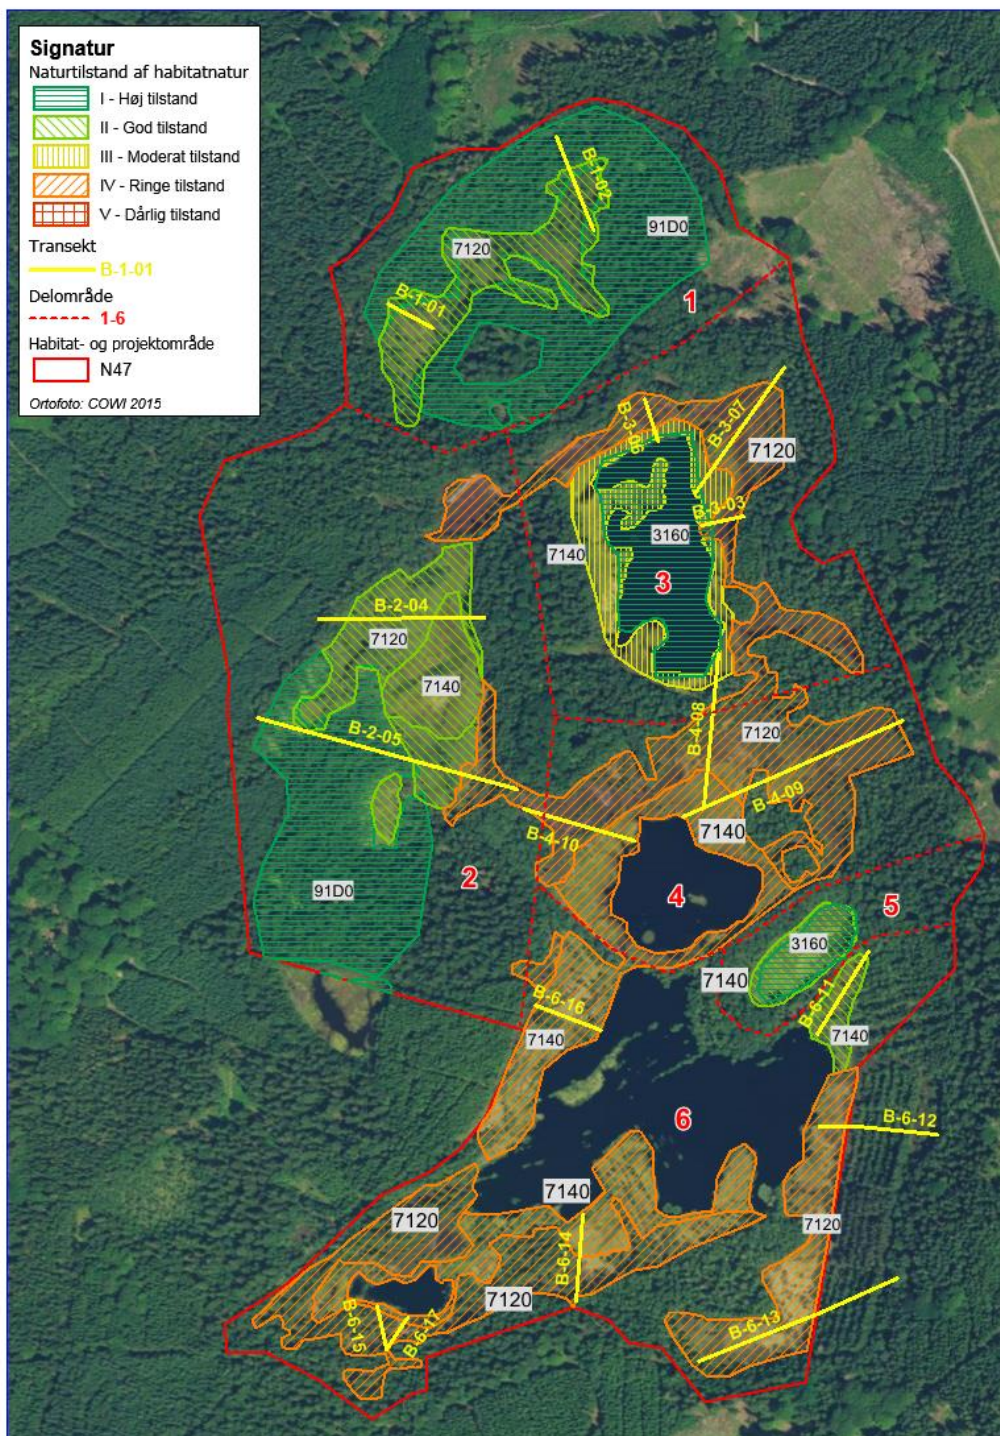 Signatur
Naturtilstand af habitatnatur
I - Høj tilstand
II - God tilstand
III - Moderat tilstand
IV - Ringe tilstand
V - Dårlig tilstand
Transekt
B-1-01
Delområde
1-6
Habitat- og projektområde
N47
Ortofoto: COWI 2015
B-1-02
91D0
7120
B-1-01
1
B-3-06
B-3-07
7120
B-3-03
3160
7140
3
B-2-04
7120
7140
B-2-05
B-4-08
7120
B-4-09
7140
B-4-10
2
91D0
4
5
3160
7140
B-6-11
B-6-16
7140
7140
6
B-6-12
7140
7120
7120
B-6-14
7120
B-6-15
B-6-17
B-6-13